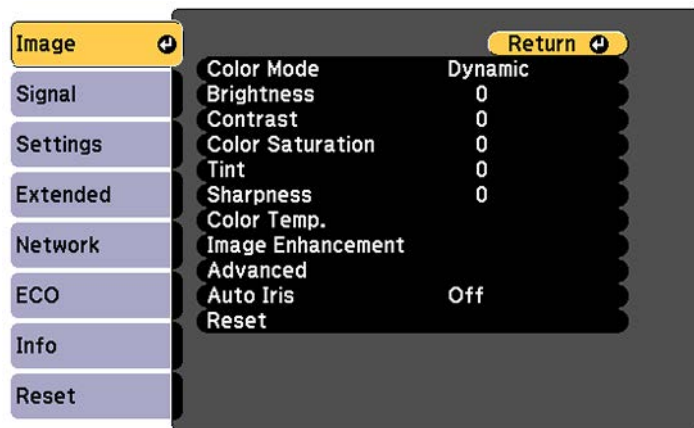 Image
Signal
Settings
Extended
Network
ECO
Info
Reset
Return
Color Mode Dynamic
Brightness 0
Contrast 0
Color Saturation 0
Tint 0
Sharpness 0
Color Temp.
Image Enhancement
Advanced
Auto Iris Off
Reset